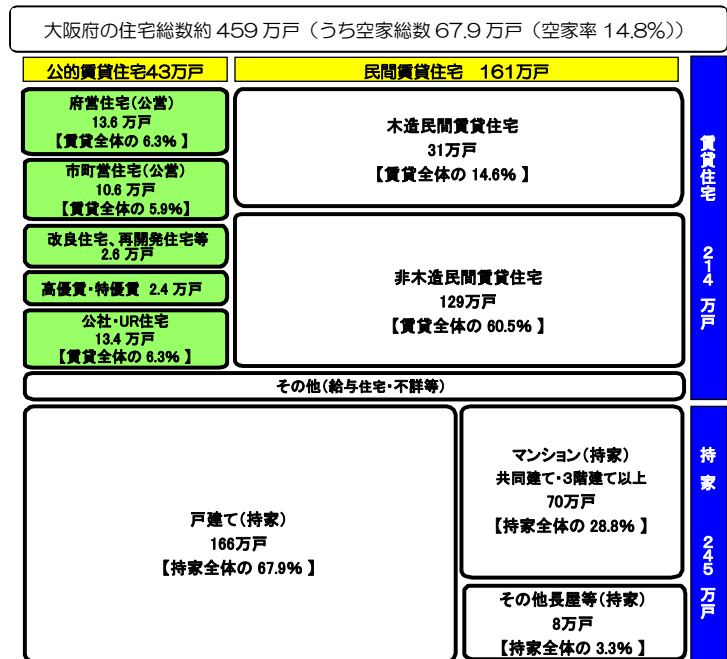 大阪府の住宅総数約 459 万戸（うち空家総数 67.9 万戸（空家率 14.8%））
公的賃貸住宅43万戸
民間賃貸住宅　161万戸
府営住宅（公営）
13.6 万戸
【賃貸全体の 6.3% 】
市町営住宅（公営）
10.6 万戸
【賃貸全体の 5.9%】
改良住宅、再開発住宅等
2.6 万戸
高優賃・特優賃 2.4 万戸
公社・UR住宅
13.4 万戸
【賃貸全体の 6.3% 】
木造民間賃貸住宅
31万戸
【賃貸全体の 14.6% 】
非木造民間賃貸住宅
129万戸
【賃貸全体の 60.5% 】
賃貸住宅　214 万戸
その他（給与住宅・不詳等）
戸建て（持家）
166万戸
【持家全体の 67.9% 】
マンション（持家）
共同建て・3階建て以上
70万戸
【持家全体の 28.8% 】
その他長屋等（持家）
8万戸
【持家全体の 3.3% 】
持家　245 万戸